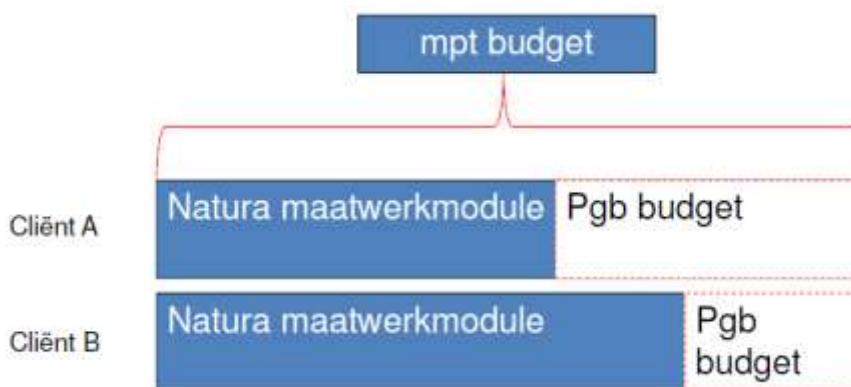 mpt budget
Cliënt A
Natura maatwerkmodule
Pgb budget
Cliënt B
Natura maatwerkmodule
Pgb
budget